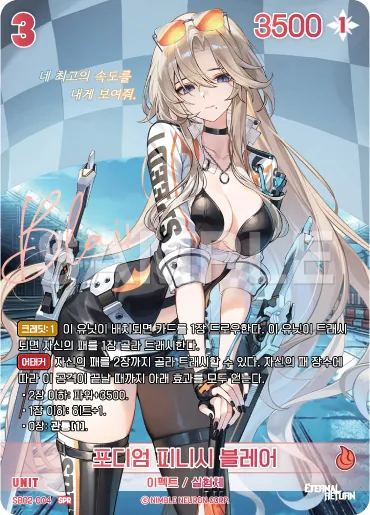 3
3500 1
네 최고의 속도를
내게 보여줘.
Blair
SAMPLE
크레딧:1 이 유닛이 배치되면 카드를 1장 드로우한다. 이 유닛이 트래시
되면 자신의 패를 1장 골라 트래시한다.
어태커 자신의 패를 2장까지 골라 트래시할 수 있다. 자신의 패 장수에
따라 이 공격이 끝날 때까지 아래 효과를 모두 얻는다.
・2장 이하: 파워+3500.
・1장 이하: 히트+1.
・0장: 관통[1].
포디엄 피니시 블레어
UNIT
이펙트 / 실험체
SD02-004 SPR
© NIMBLE NEURON CORP.
ETERNAL
RETURN